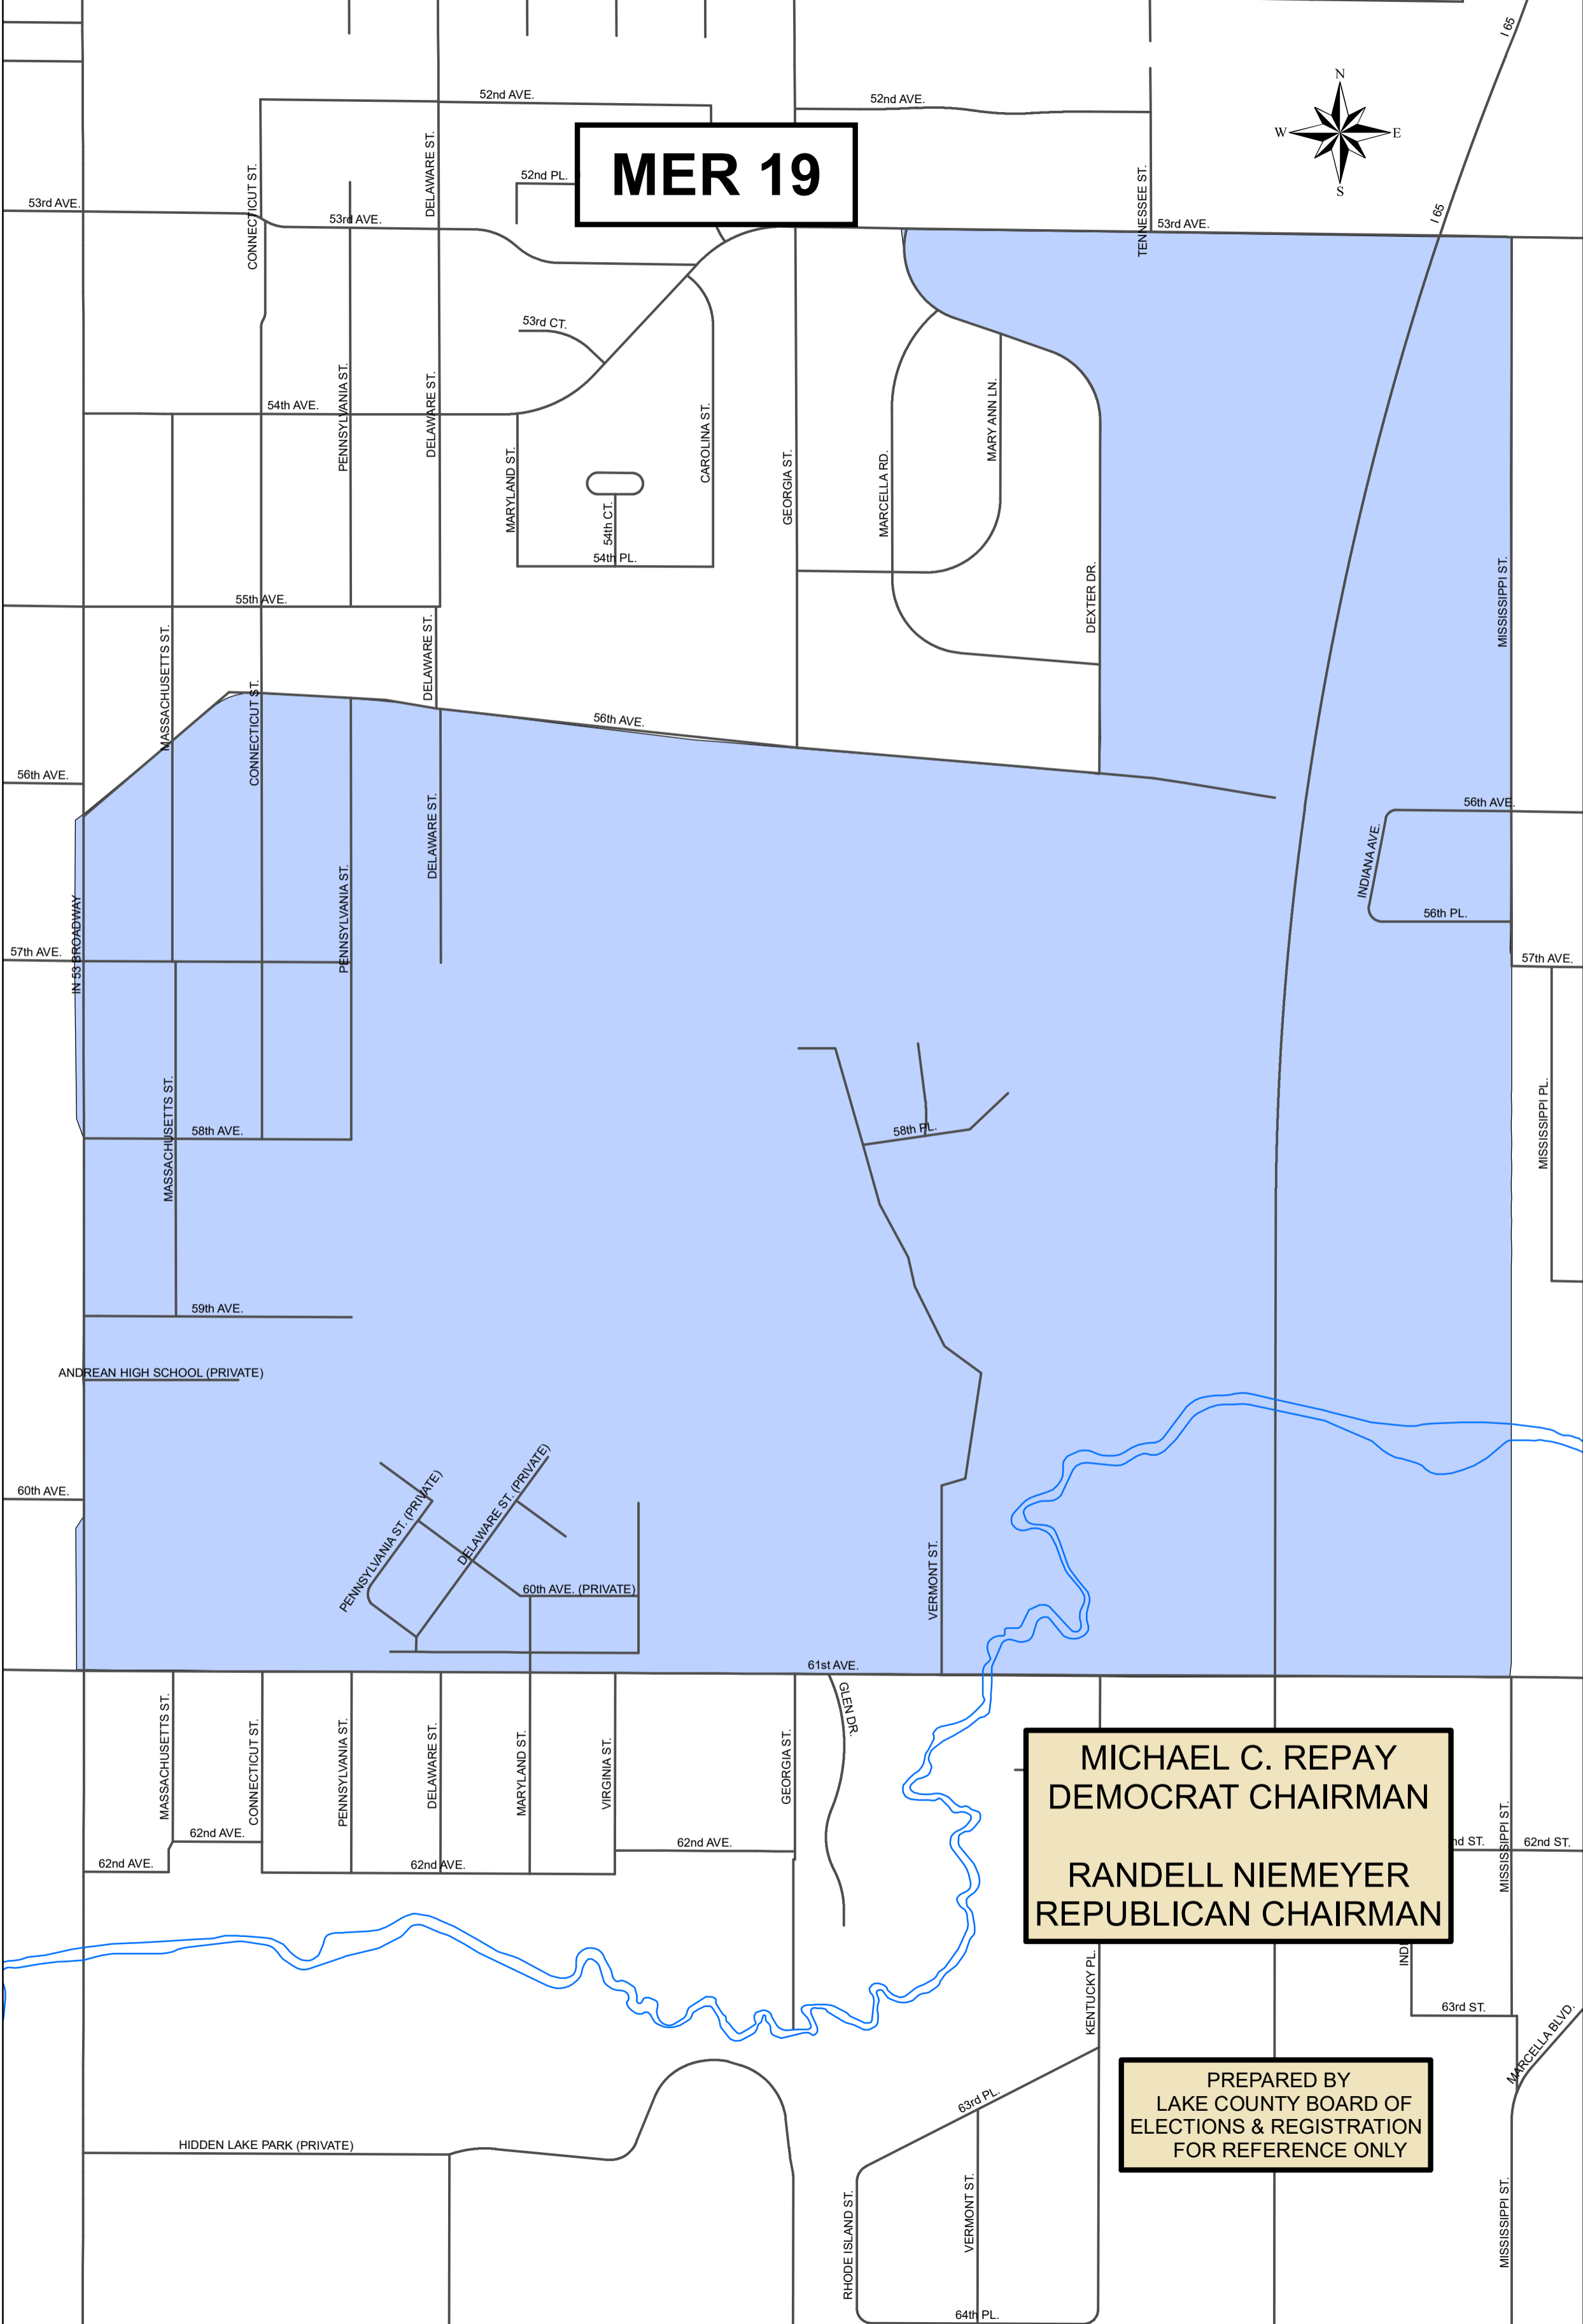 I 65
N
W
E
S
52nd AVE.
52nd AVE.
DELAWARE ST.
CONNECTICUT ST.
52nd PL.
MER 19
TENNESSEE ST.
I 65
53rd AVE.
53rd AVE.
53rd AVE.
53rd CT.
PENNSYLVANIA ST.
DELAWARE ST.
54th AVE.
MARYLAND ST.
CAROLINA ST.
GEORGIA ST.
MARCELLA RD.
MARY ANN LN.
54th CT.
54th PL.
DEXTER DR.
MISSISSIPPI ST.
55th AVE.
MASSACHUSETTS ST.
DELAWARE ST.
CONNECTICUT ST.
56th AVE.
56th AVE.
56th AVE.
DELAWARE ST.
INDIANA AVE.
56th PL.
PENNSYLVANIA ST.
IN 53 BROADWAY
57th AVE.
57th AVE.
MASSACHUSETTS ST.
58th AVE.
58th PL.
MISSISSIPPI PL.
59th AVE.
ANDREAN HIGH SCHOOL (PRIVATE)
60th AVE.
PENNSYLVANIA ST. (PRIVATE)
DELAWARE ST. (PRIVATE)
60th AVE. (PRIVATE)
VERMONT ST.
61st AVE.
GLEN DR.
MASSACHUSETTS ST.
CONNECTICUT ST.
PENNSYLVANIA ST.
DELAWARE ST.
MARYLAND ST.
VIRGINIA ST.
GEORGIA ST.
MICHAEL C. REPAY
DEMOCRAT CHAIRMAN
RANDELL NIEMEYER
REPUBLICAN CHAIRMAN
MISSISSIPPI ST.
62nd AVE.
62nd AVE.
62nd AVE.
62nd AVE.
nd ST.
62nd ST.
IND
KENTUCKY PL.
63rd ST.
MARCELLA BLVD.
PREPARED BY
LAKE COUNTY BOARD OF
ELECTIONS & REGISTRATION
FOR REFERENCE ONLY
63rd PL.
HIDDEN LAKE PARK (PRIVATE)
RHODE ISLAND ST.
VERMONT ST.
MISSISSIPPI ST.
64th PL.